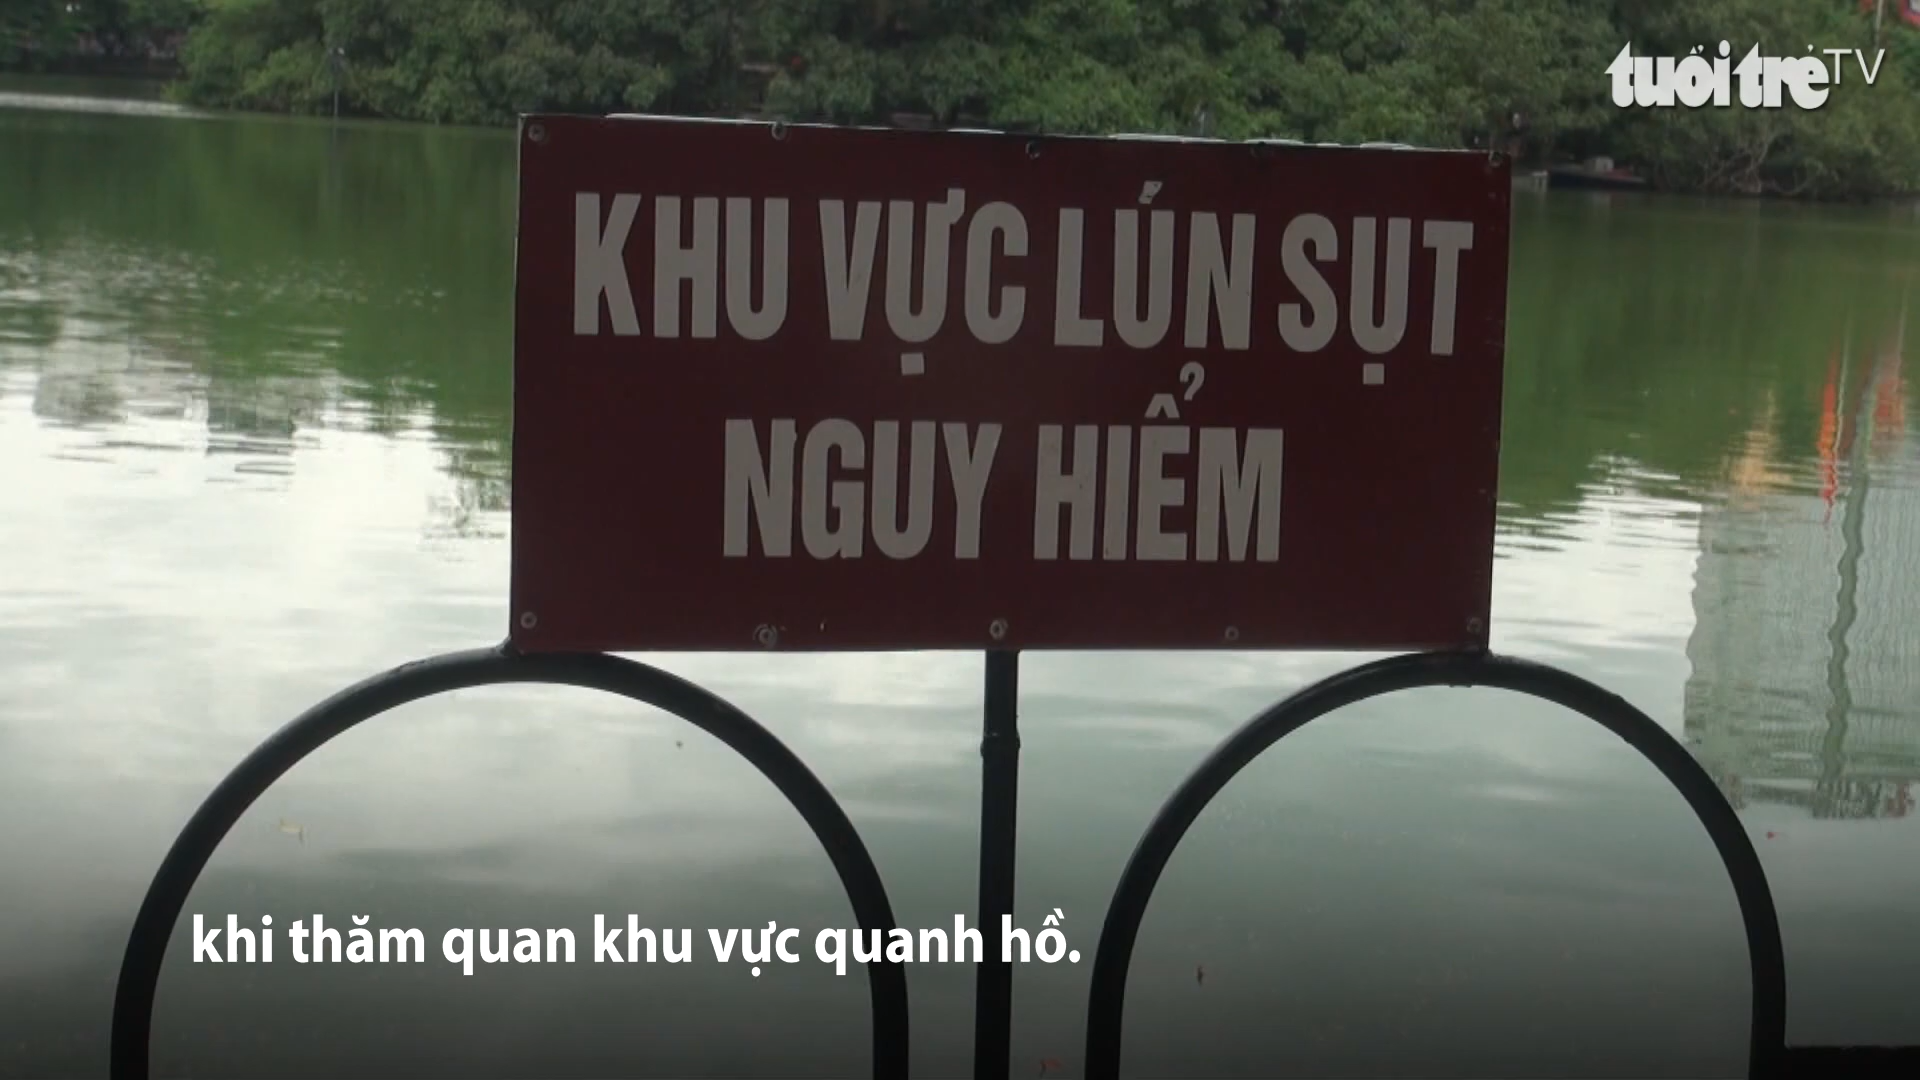 tuổi trẻ TV
KHU VỰC LÚN SỤT
NGUY HIỂM
khi thăm quan khu vực quanh hồ.